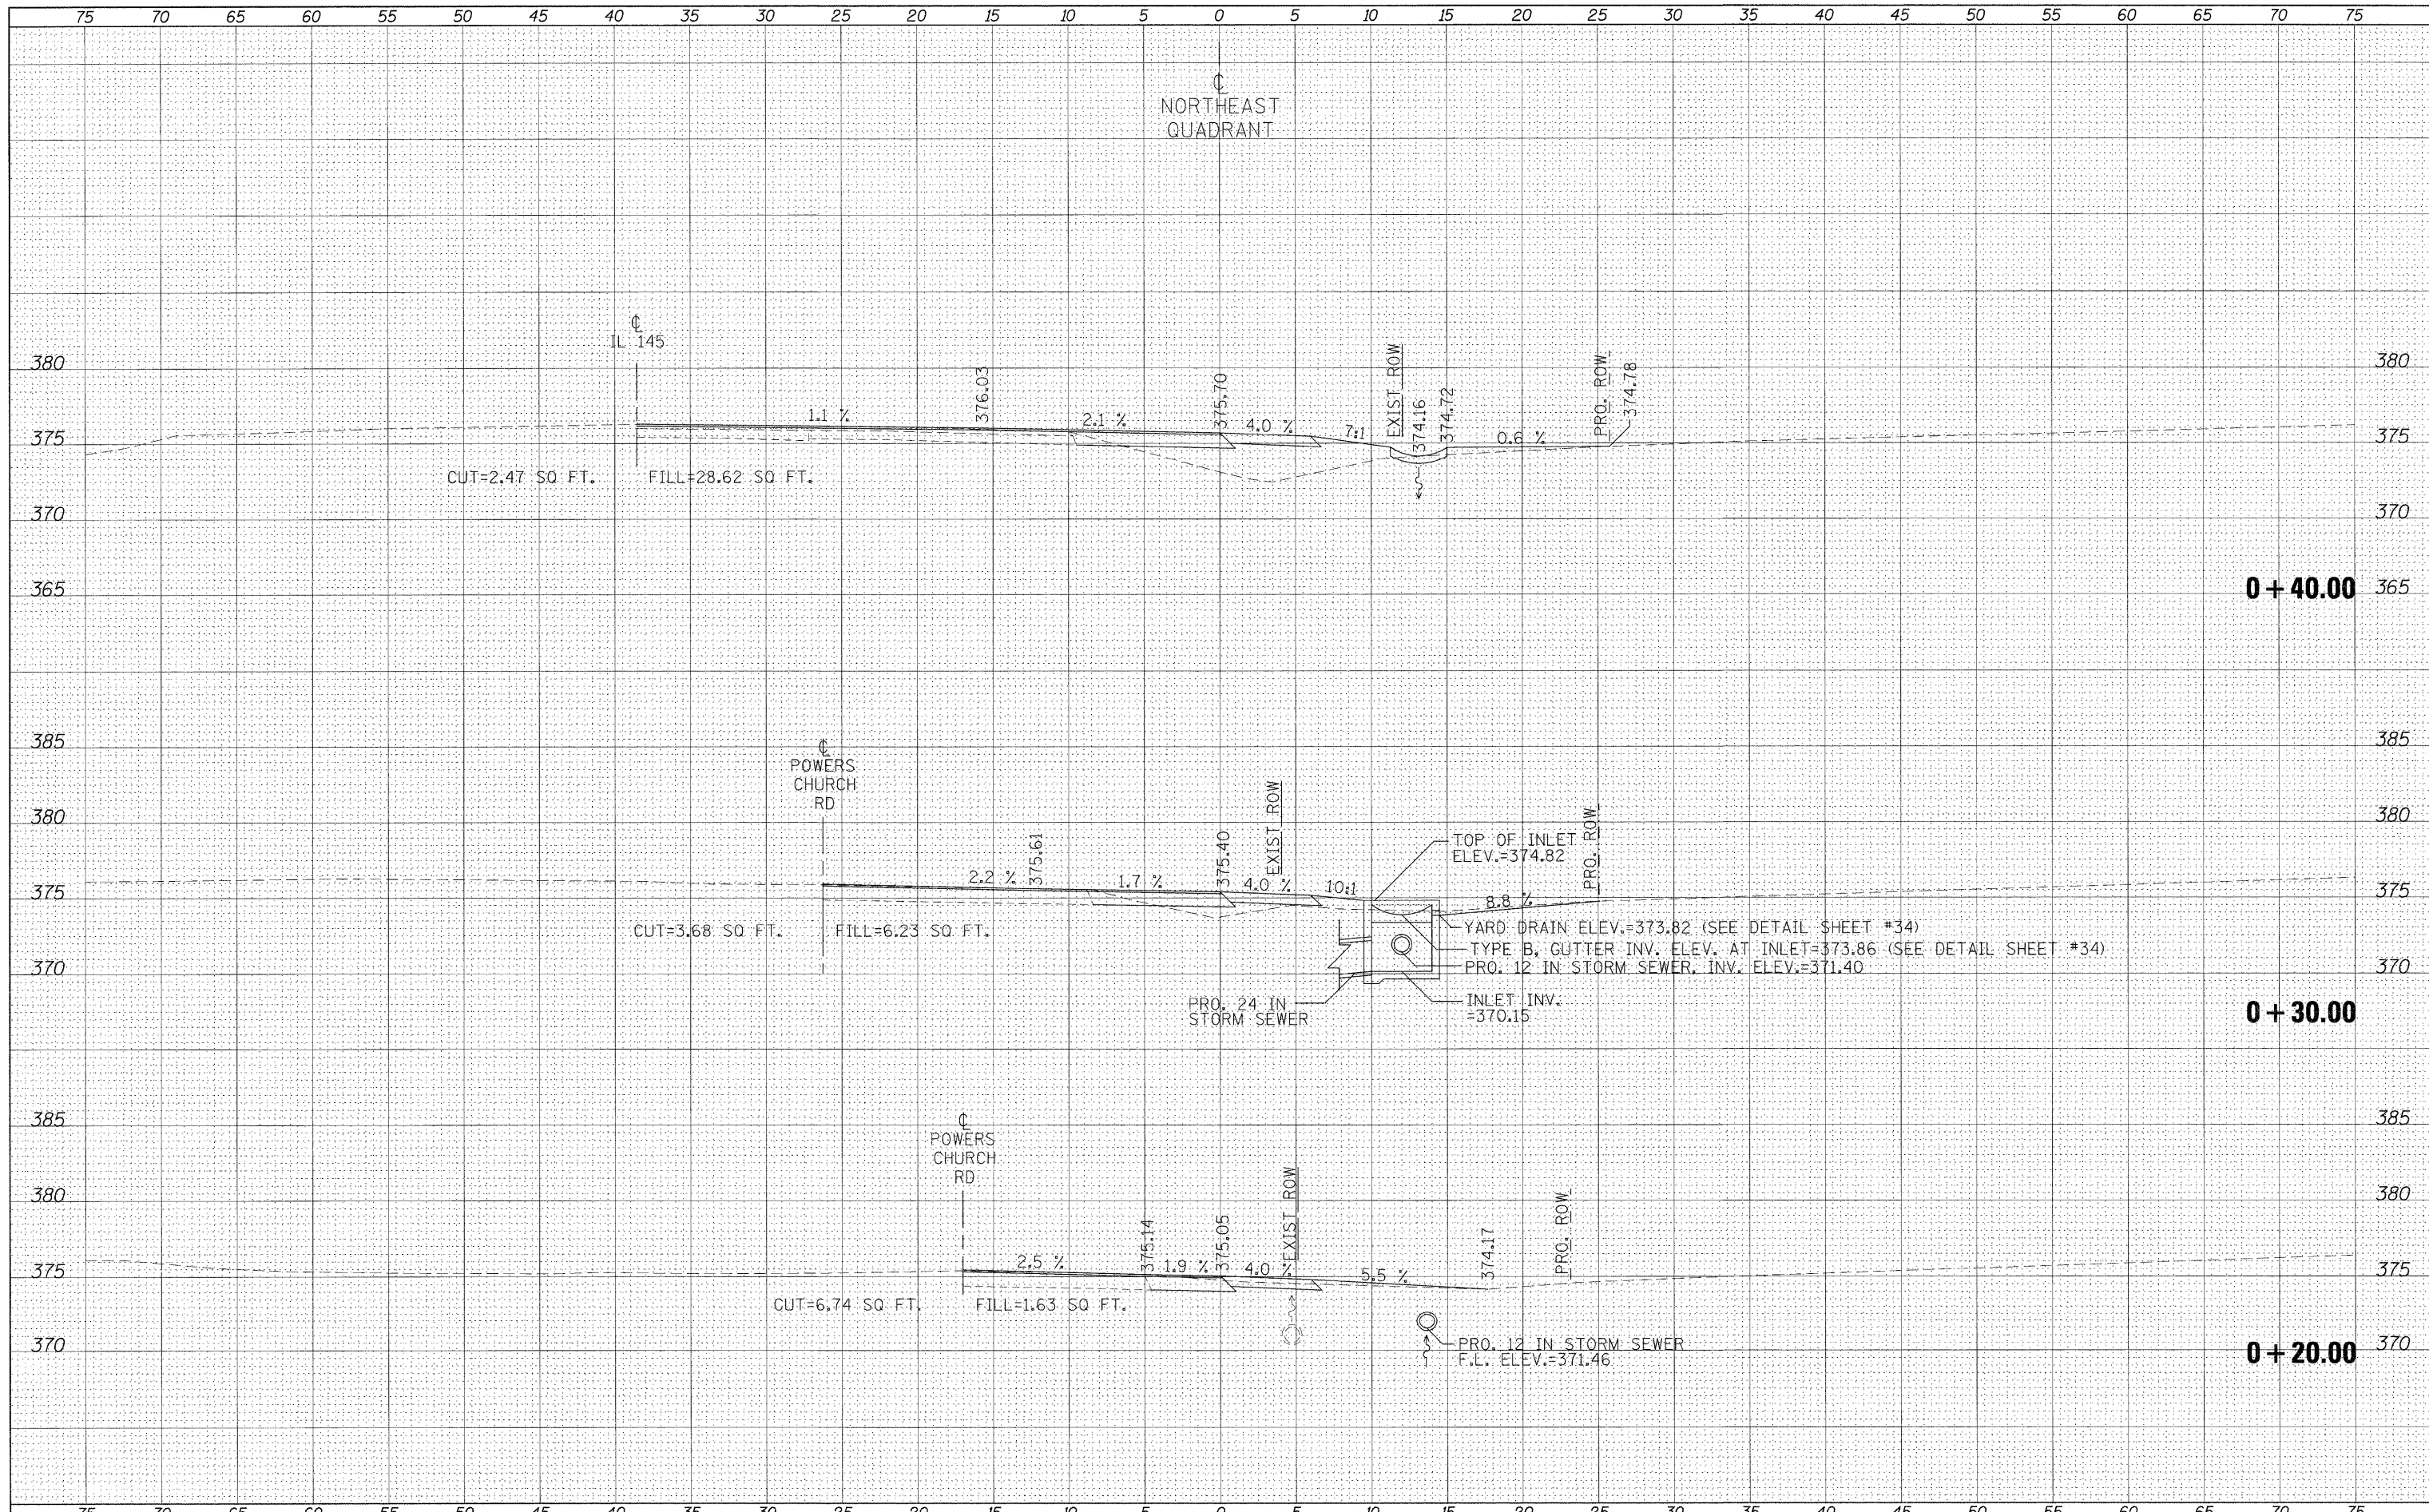 75 70 65 60 55 50 45 40 35 30 25 20 15 10 5 0 5 10 15 20 25 30 35 40 45 50 55 60 65 70 75
℄
NORTHEAST
QUADRANT
℄
IL 145
380
375
370
365
1.1 %
376.03
2.1 %
375.70
4.0 %
7:1
EXIST ROW
374.16
374.72
0.6 %
PRO. ROW
374.78
CUT=2.47 SQ FT.
FILL=28.62 SQ FT.
380
375
370
0+40.00 365
385
℄
POWERS
CHURCH
RD
380
375
370
2.2 %
375.61
1.7 %
375.40
4.0 %
EXIST ROW
10:1
TOP OF INLET
ELEV.=374.82
PRO. ROW
8.8 %
CUT=3.68 SQ FT.
FILL=6.23 SQ FT.
YARD DRAIN ELEV.=373.82 (SEE DETAIL SHEET #34)
TYPE B, GUTTER INV. ELEV. AT INLET=373.86 (SEE DETAIL SHEET #34)
PRO. 12 IN STORM SEWER, INV. ELEV.=371.40
PRO. 24 IN
STORM SEWER
INLET INV.
=370.15
385
380
375
370
0+30.00
385
℄
POWERS
CHURCH
RD
380
375
370
2.5 %
375.14
1.9 %
375.05
4.0 %
EXIST ROW
5.5 %
374.17
PRO. ROW
CUT=6.74 SQ FT.
FILL=1.63 SQ FT.
PRO. 12 IN STORM SEWER
F.L. ELEV.=371.46
385
380
375
0+20.00 370
75 70 65 60 55 50 45 40 35 30 25 20 15 10 5 0 5 10 15 20 25 30 35 40 45 50 55 60 65 70 75